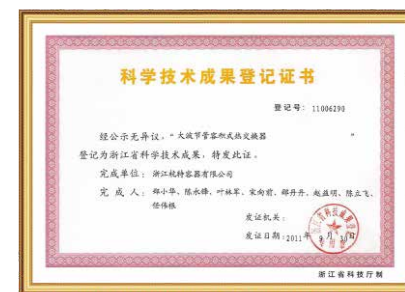 科学技术成果登记证书
登记号：11006290
经公示无异议，“大波节管容积式热交换器”
登记为浙江省科学技术成果，特发此证。
完成单位：浙江杭特容器有限公司
完成人：郑小华、陈永锋、叶林军、宋向前、邵丹丹、赵益明、陈立飞、
任伟根
发证机关：
发证日期：2011年9月
浙江省科技厅制